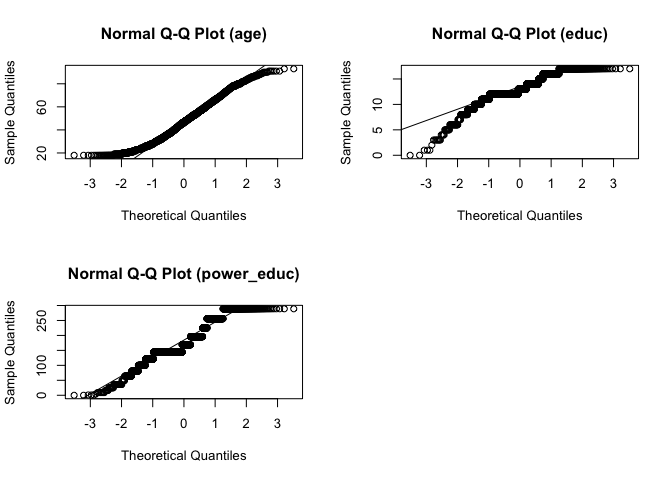 Normal Q-Q Plot (age)
Sample Quantiles
60
20
-3 -2 -1 0 1 2 3
Theoretical Quantiles
Normal Q-Q Plot (educ)
Sample Quantiles
10
5
0
-3 -2 -1 0 1 2 3
Theoretical Quantiles
Normal Q-Q Plot (power_educ)
Sample Quantiles
250
100
0
-3 -2 -1 0 1 2 3
Theoretical Quantiles